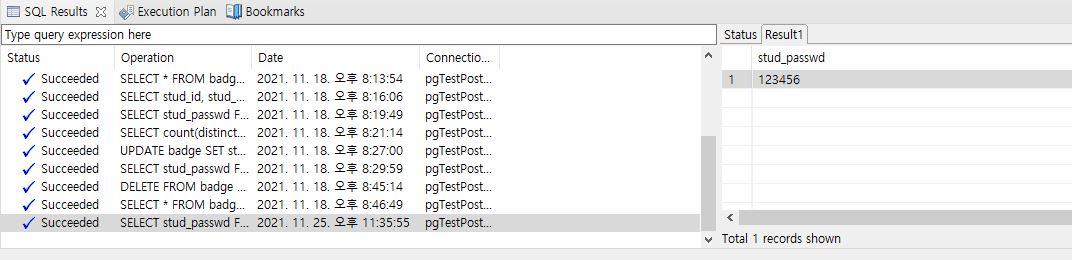 SQL Results Execution Plan Bookmarks
Type query expression here
Status Operation Date Connectio...
Succeeded SELECT * FROM badg... 2021. 11. 18. 오후 8:13:54 pgTestPost...
Succeeded SELECT stud_id, stud_... 2021. 11. 18. 오후 8:16:06 pgTestPost...
Succeeded SELECT stud_passwd F... 2021. 11. 18. 오후 8:19:49 pgTestPost...
Succeeded SELECT count(distinct... 2021. 11. 18. 오후 8:21:14 pgTestPost...
Succeeded UPDATE badge SET st... 2021. 11. 18. 오후 8:27:00 pgTestPost...
Succeeded SELECT stud_passwd F... 2021. 11. 18. 오후 8:29:59 pgTestPost...
Succeeded DELETE FROM badge ... 2021. 11. 18. 오후 8:45:14 pgTestPost...
Succeeded SELECT * FROM badg... 2021. 11. 18. 오후 8:46:49 pgTestPost...
Succeeded SELECT stud_passwd F... 2021. 11. 25. 오후 11:35:55 pgTestPost...
Status Result1
stud_passwd
1 123456
Total 1 records shown